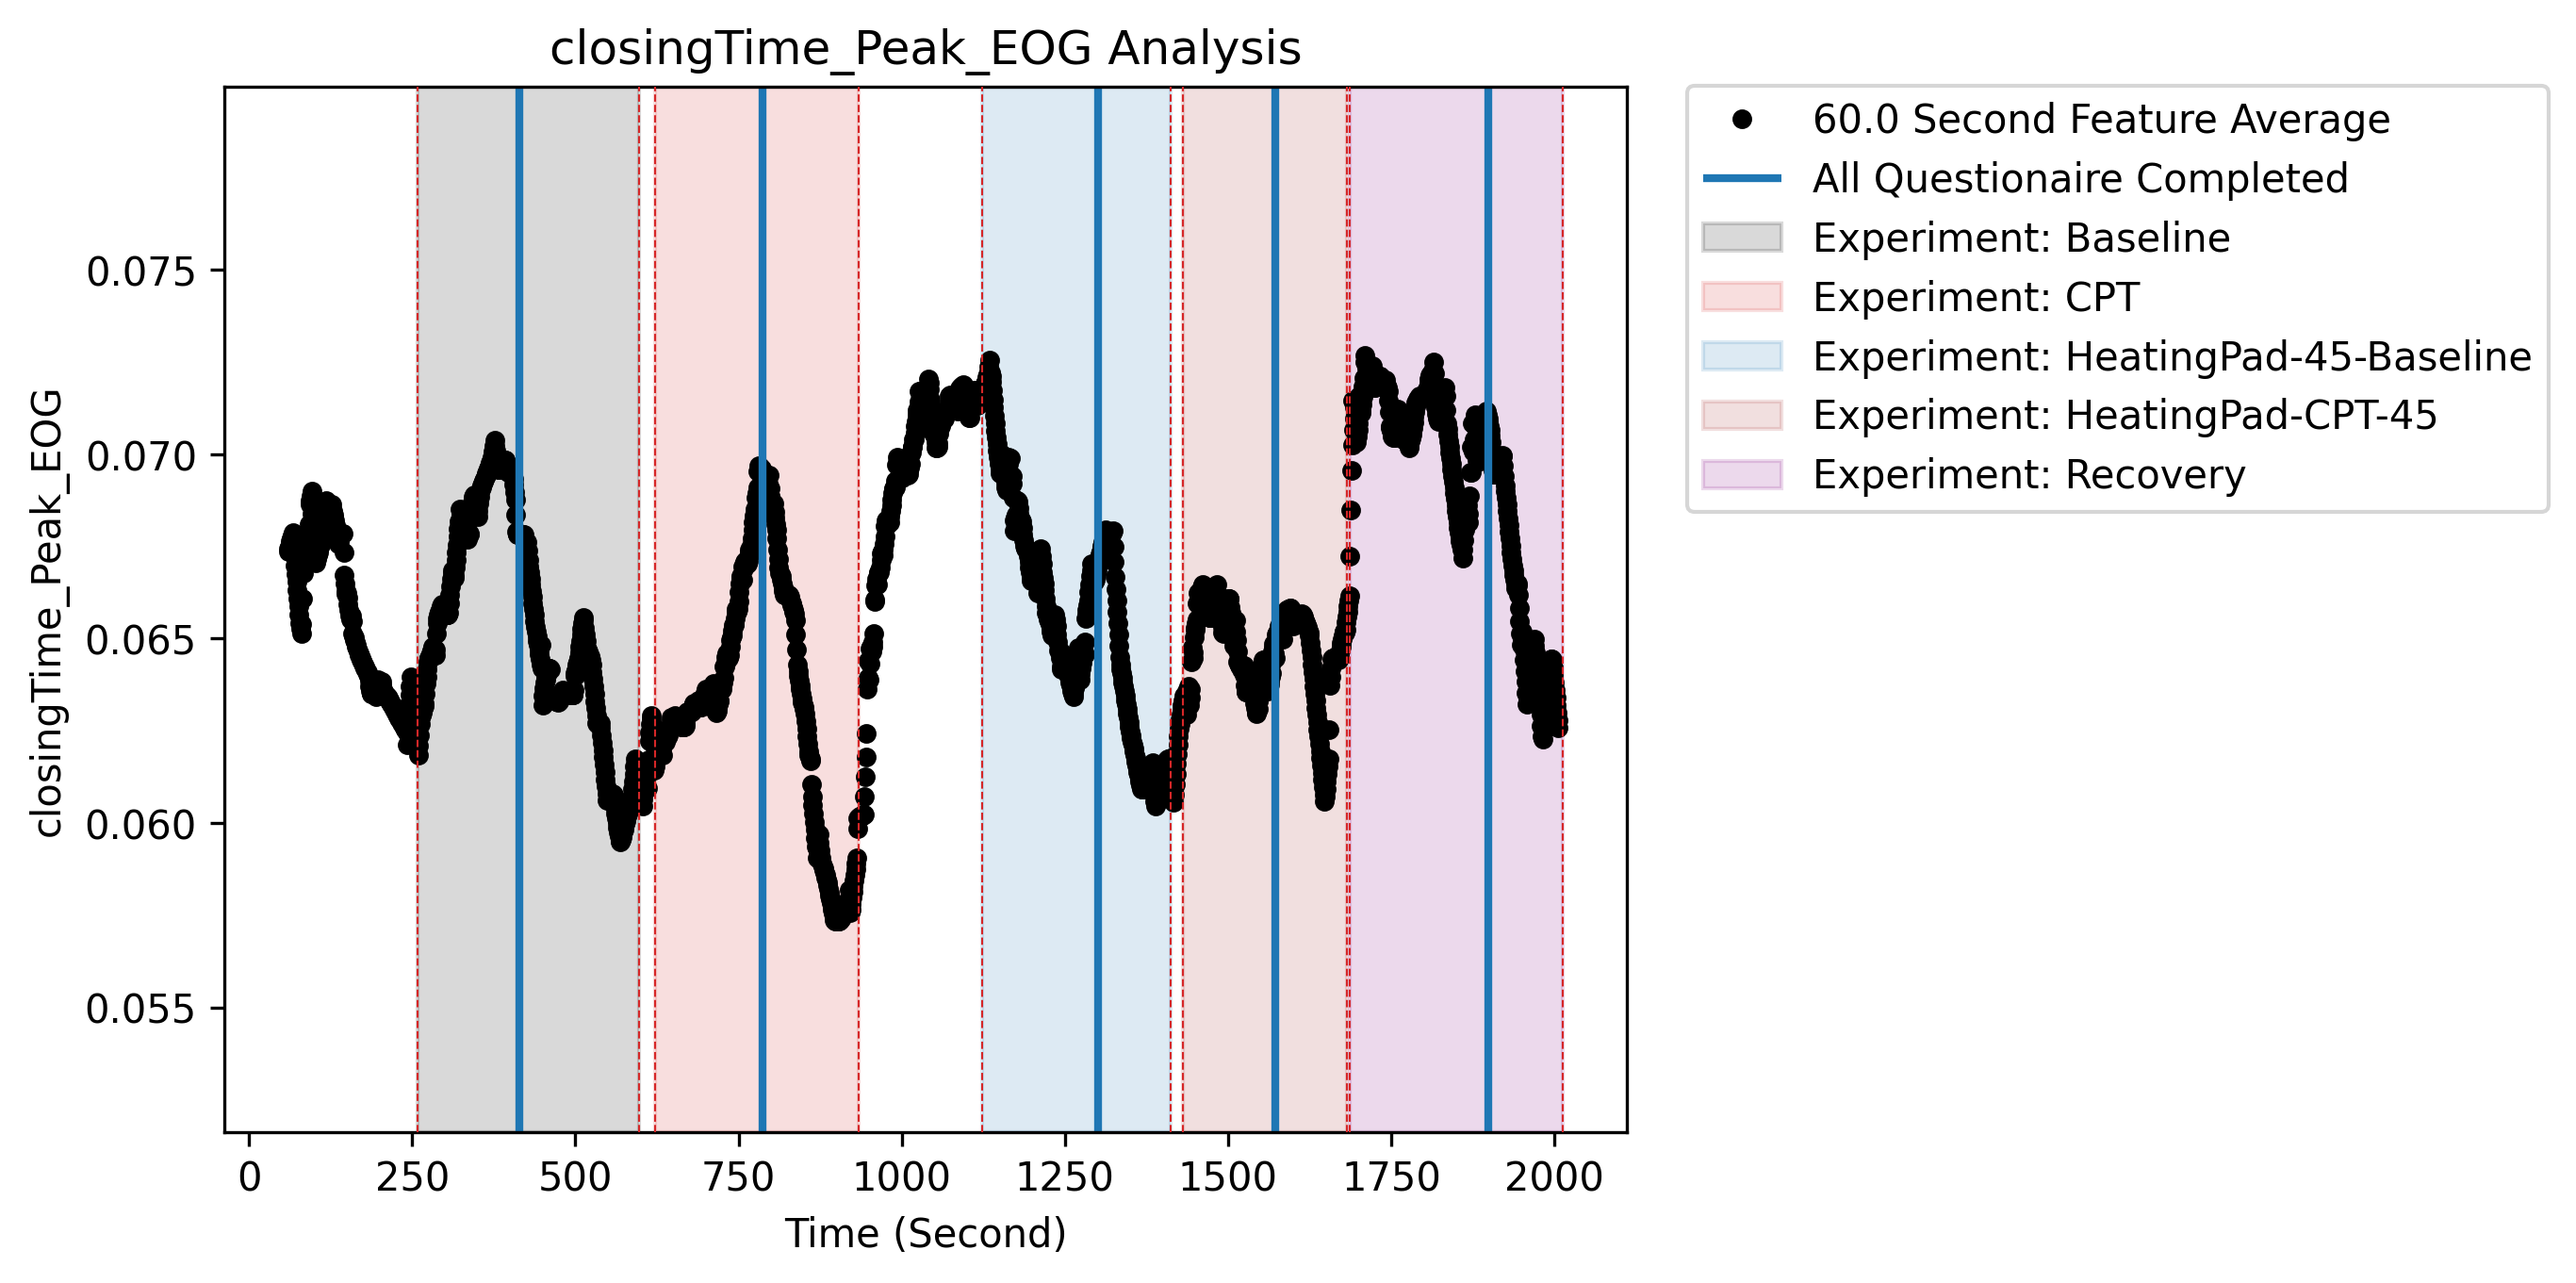 closingTime_Peak_EOG Analysis
closingTime_Peak_EOG
0.075
0.070
0.065
0.060
0.055
0 250 500 750 1000 1250 1500 1750 2000
Time (Second)
60.0 Second Feature Average
All Questionaire Completed
Experiment: Baseline
Experiment: CPT
Experiment: HeatingPad-45-Baseline
Experiment: HeatingPad-CPT-45
Experiment: Recovery